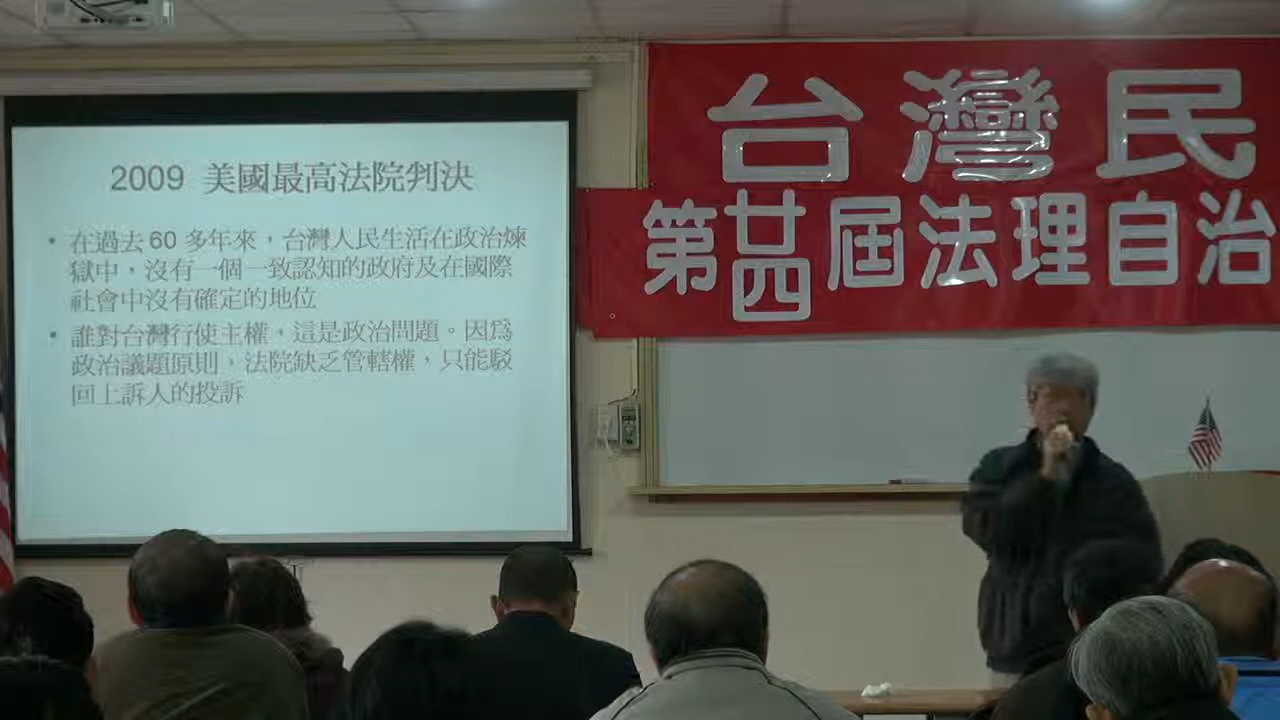 2009 美國最高法院判決
• 在過去 60 多年來，台灣人民生活在政治煉
獄中，沒有一個一致認知的政府及在國際
社會中沒有確定的地位
• 誰對台灣行使主權，這是政治問題。因為
政治議題原則，法院缺乏管轄權，只能駁
回上訴人的投訴
台灣民
第廿四屆法理自治